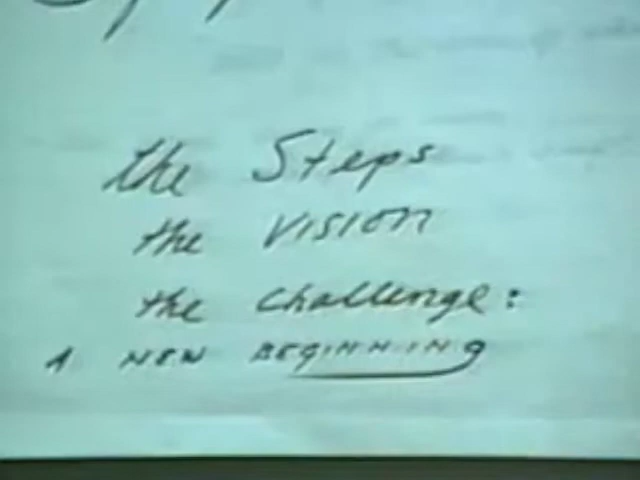 the Steps
the VISION
the Challenge:
A NEW BEGINNING